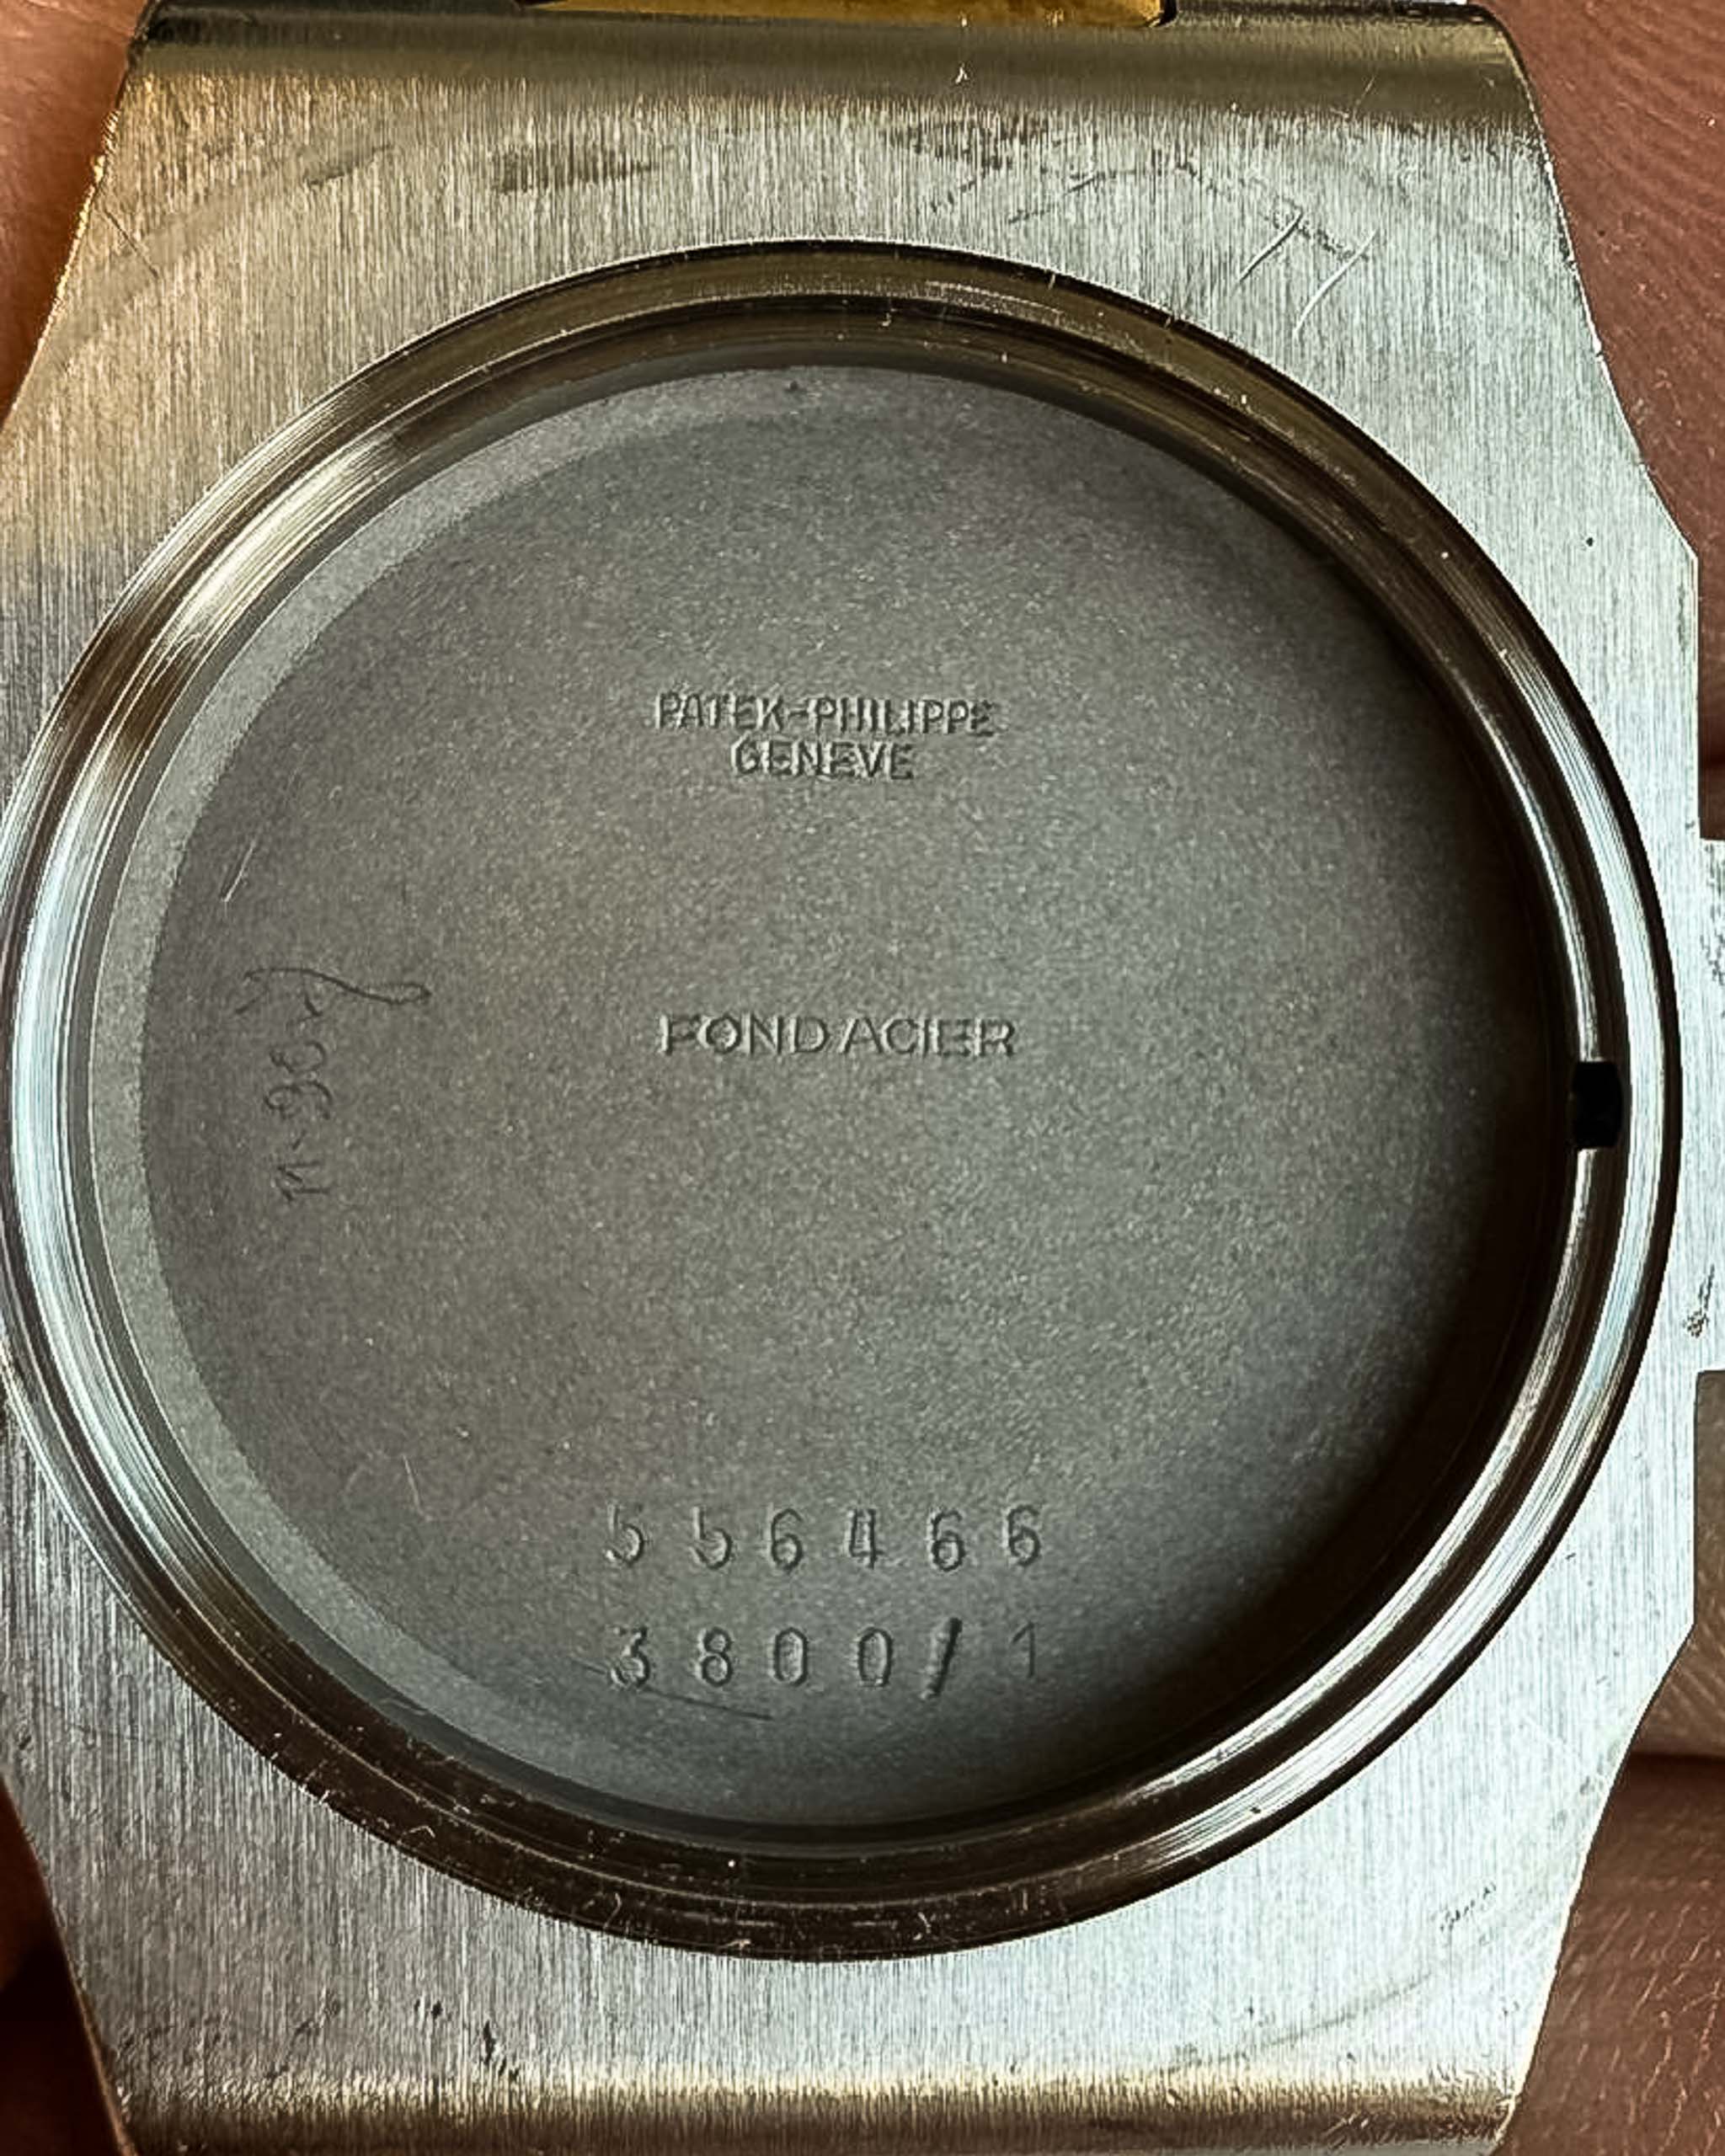 PATEK-PHILIPPE
GENEVE
FOND ACIER
556466
3800/1